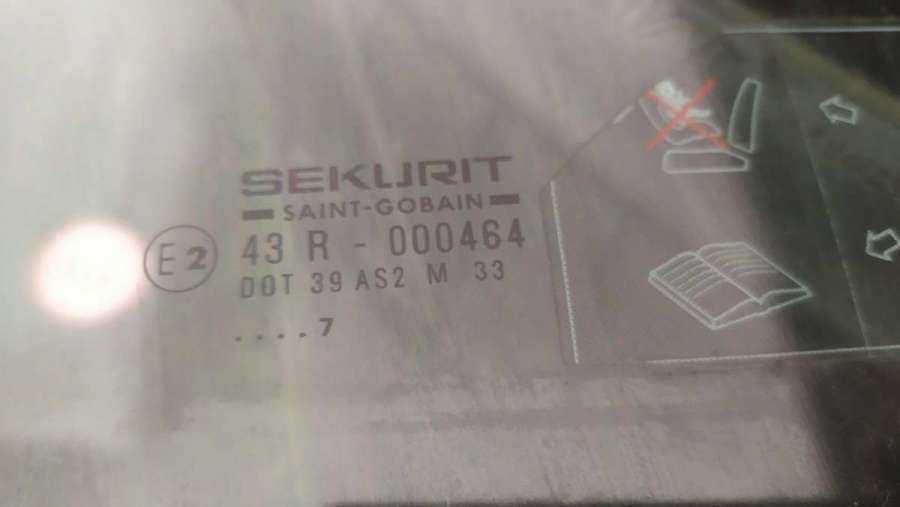 SEKURIT
SAINT-GOBAIN
E2 43 R - 000464
DOT 39 AS2 M 33
....7